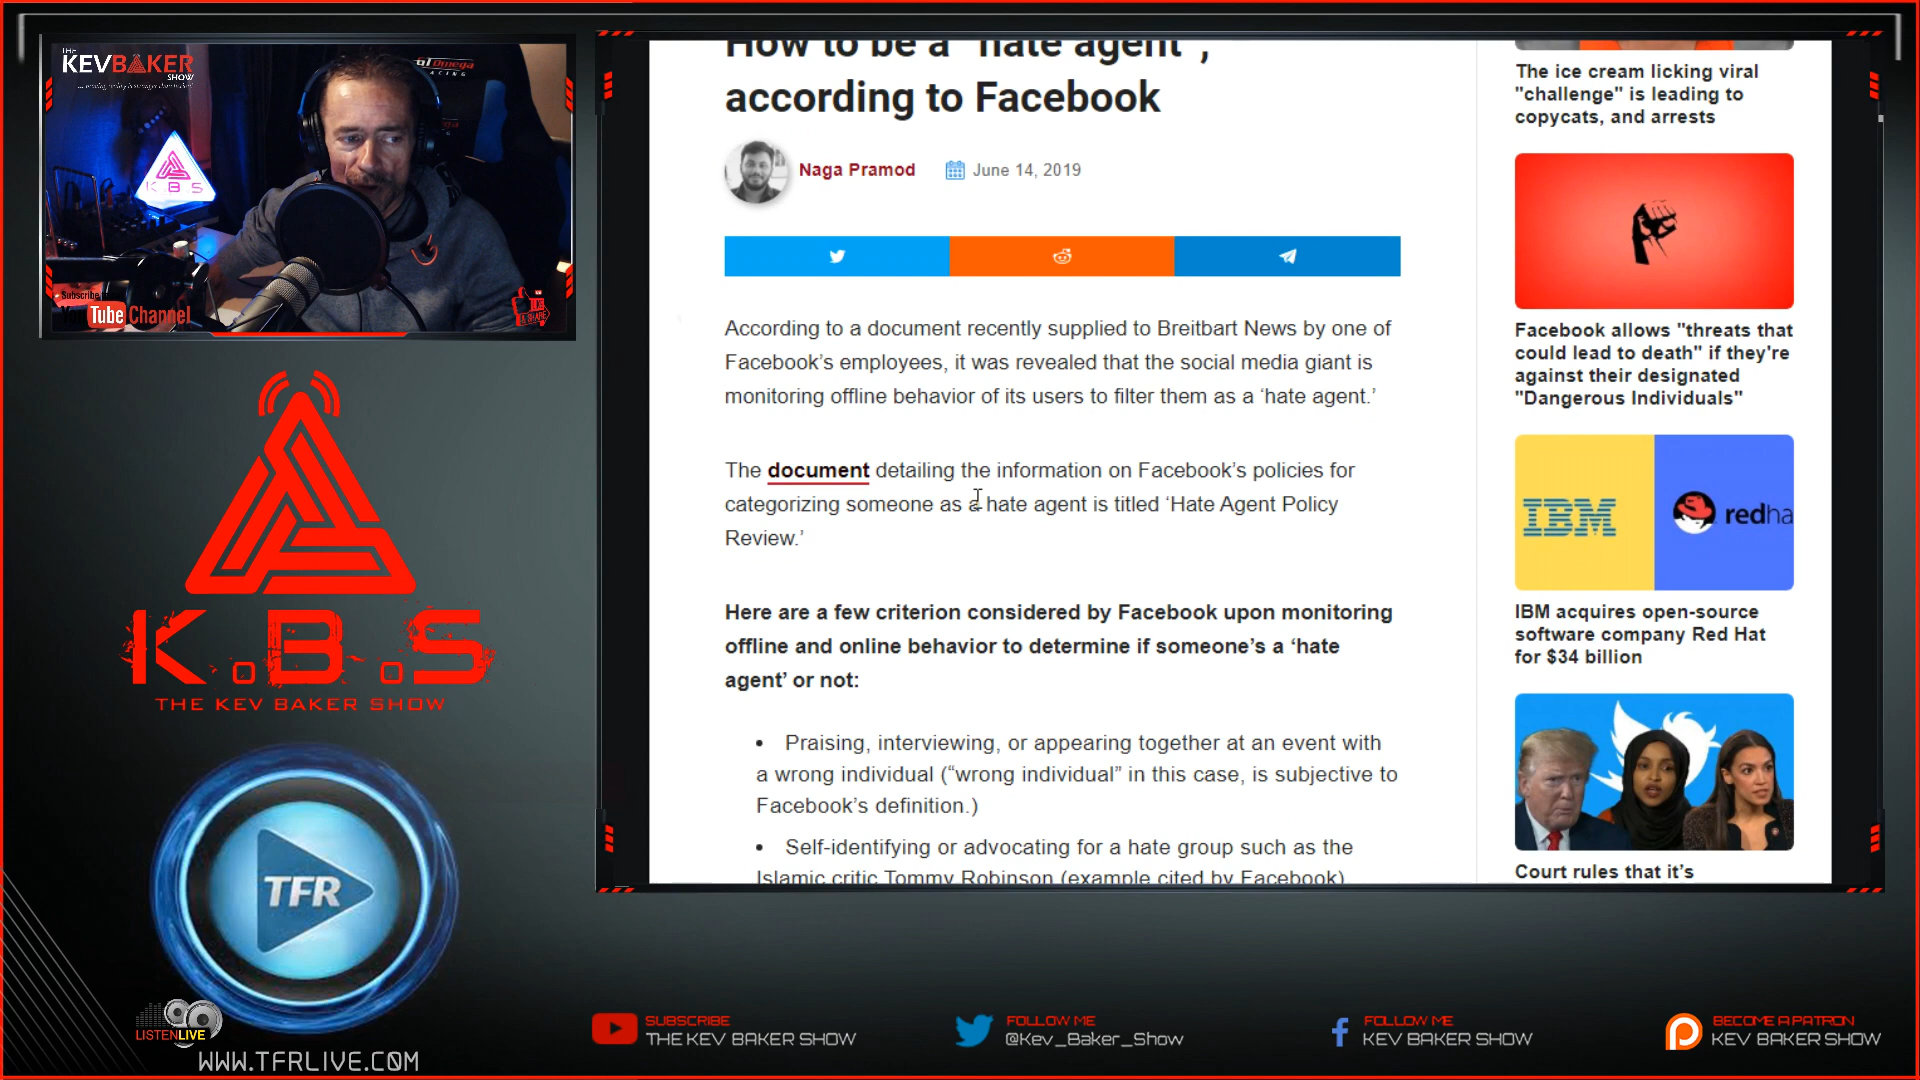 THE
KEVBAKER
SHOW
K.B.S
Subscribe
YouTube Channel
K.B.S
THE KEV BAKER SHOW
TFR
LISTENLIVE
WWW.TFRLIVE.COM
How to be a "hate agent",
according to Facebook
Naga Pramod June 14, 2019
According to a document recently supplied to Breitbart News by one of
Facebook's employees, it was revealed that the social media giant is
monitoring offline behavior of its users to filter them as a 'hate agent.'
The document detailing the information on Facebook's policies for
categorizing someone as a hate agent is titled 'Hate Agent Policy
Review.'
Here are a few criterion considered by Facebook upon monitoring
offline and online behavior to determine if someone's a 'hate
agent' or not:
• Praising, interviewing, or appearing together at an event with
a wrong individual ("wrong individual" in this case, is subjective to
Facebook's definition.)
• Self-identifying or advocating for a hate group such as the
Islamic critic Tommy Robinson (example cited by Facebook)
The ice cream licking viral
"challenge" is leading to
copycats, and arrests
Facebook allows "threats that
could lead to death" if they're
against their designated
"Dangerous Individuals"
IBM
redha
IBM acquires open-source
software company Red Hat
for $34 billion
Court rules that it's
SUBSCRIBE
THE KEV BAKER SHOW
FOLLOW ME
@Kev_Baker_Show
FOLLOW ME
KEV BAKER SHOW
BECOME A PATRON
KEV BAKER SHOW